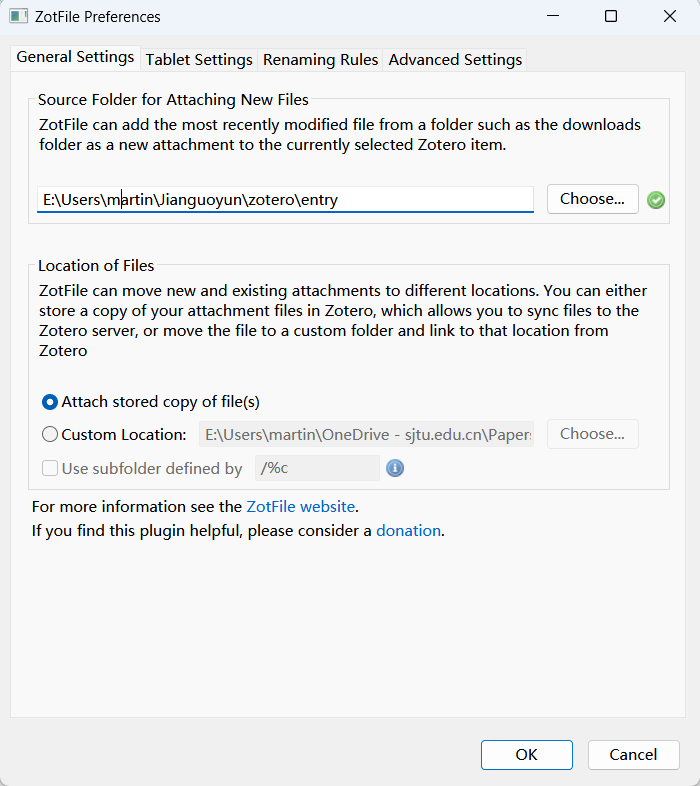 ZotFile Preferences
General Settings Tablet Settings Renaming Rules Advanced Settings
Source Folder for Attaching New Files
ZotFile can add the most recently modified file from a folder such as the downloads
folder as a new attachment to the currently selected Zotero item.
E:\Users\martin\Jianguoyun\zotero\entry Choose...
Location of Files
ZotFile can move new and existing attachments to different locations. You can either
store a copy of your attachment files in Zotero, which allows you to sync files to the
Zotero server, or move the file to a custom folder and link to that location from
Zotero
Attach stored copy of file(s)
Custom Location: E:\Users\martin\OneDrive - sjtu.edu.cn\Paper Choose...
Use subfolder defined by /%c
For more information see the ZotFile website.
If you find this plugin helpful, please consider a donation.
OK Cancel